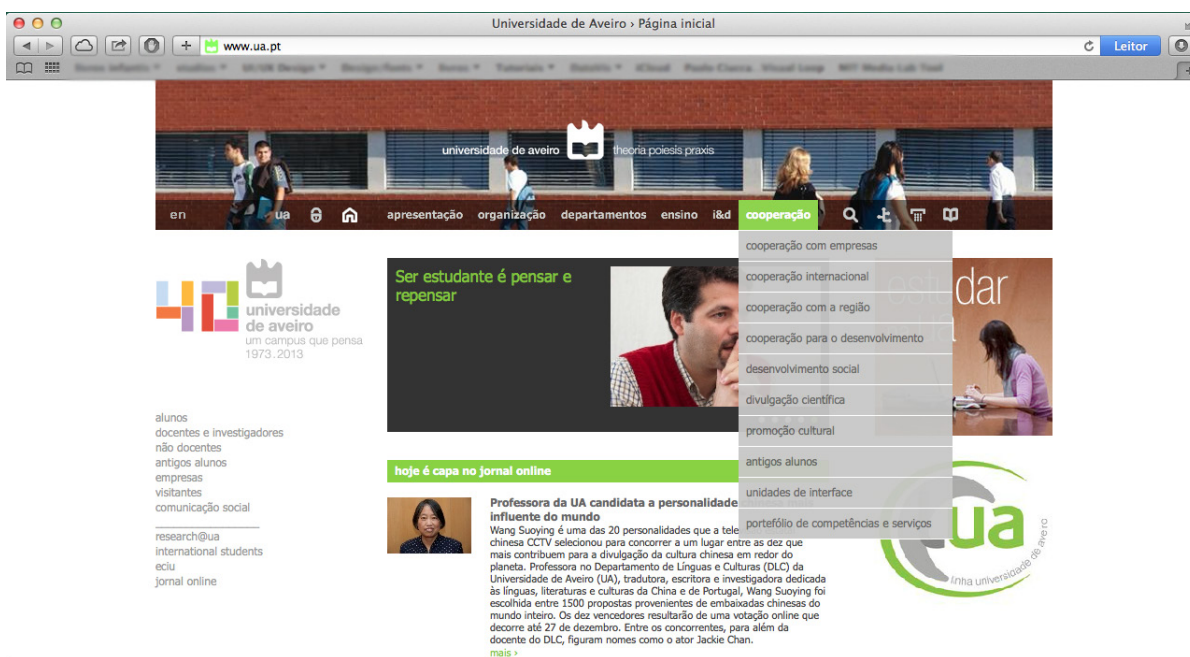 Universidade de Aveiro › Página inicial
www.ua.pt
Leitor
universidade de aveiro
theoria poiesis praxis
en
ua
apresentação organização departamentos ensino i&d cooperação
cooperação com empresas
cooperação internacional
cooperação com a região
cooperação para o desenvolvimento
desenvolvimento social
divulgação científica
promoção cultural
antigos alunos
unidades de interface
portefólio de competências e serviços
40
universidade
de aveiro
um campus que pensa
1973.2013
Ser estudante é pensar e
repensar
estudar
alunos
docentes e investigadores
não docentes
antigos alunos
empresas
visitantes
comunicação social
research@ua
international students
eciu
jornal online
hoje é capa no jornal online
Professora da UA candidata a personalidade
influente do mundo
Wang Suoying é uma das 20 personalidades que a
chinesa CCTV selecionou para concorrer a um lugar entre as dez que
mais contribuem para a divulgação da cultura chinesa em redor do
planeta. Professora no Departamento de Línguas e Culturas (DLC) da
Universidade de Aveiro (UA), tradutora, escritora e investigadora dedicada
às línguas, literaturas e culturas da China e de Portugal, Wang Suoying foi
escolhida entre 1500 propostas provenientes de embaixadas chinesas do
mundo inteiro. Os dez vencedores resultarão de uma votação online que
decorre até 27 de dezembro. Entre os concorrentes, para além da
docente do DLC, figuram nomes como o ator Jackie Chan.
mais ›
ua
linha universidade de aveiro